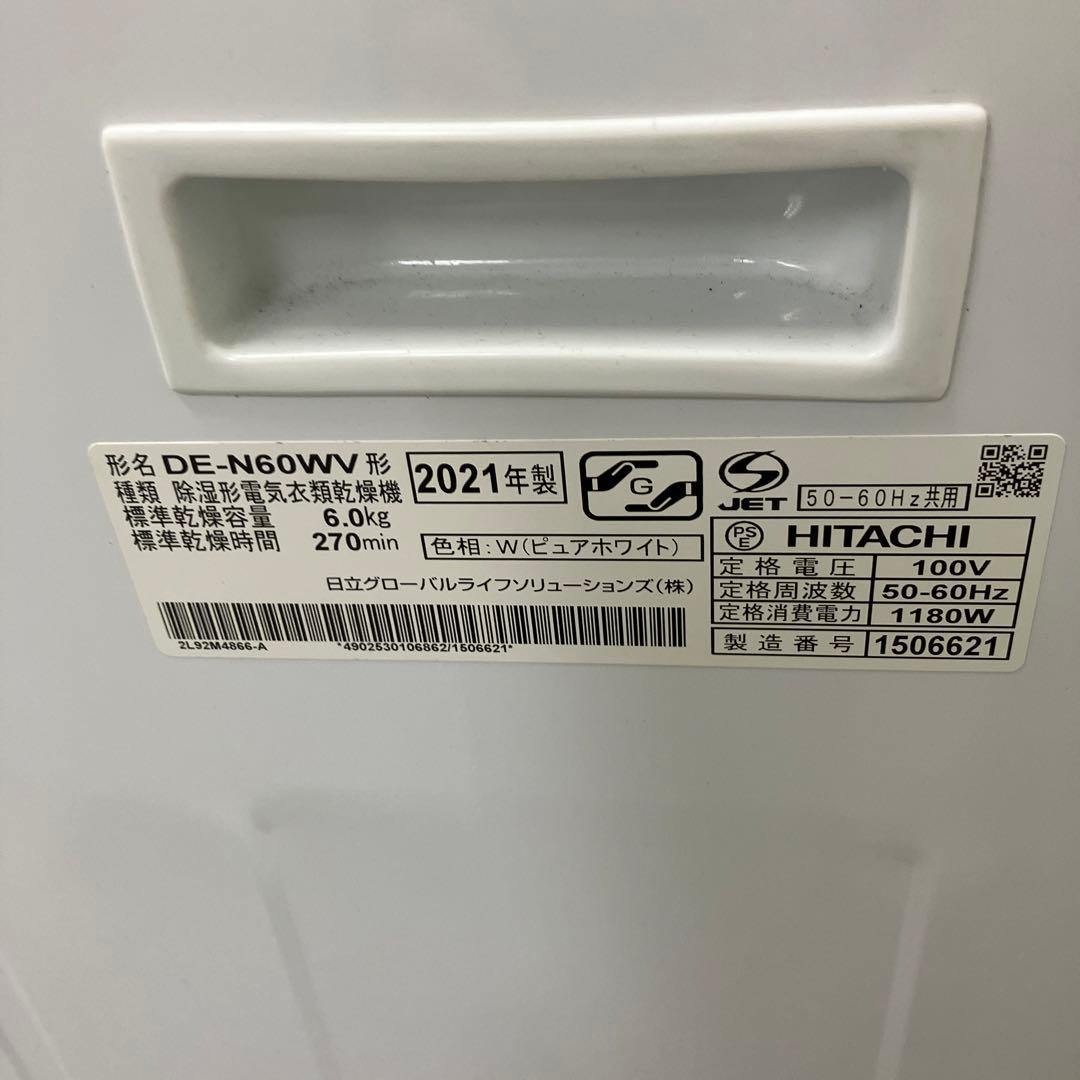 形名 DE-N60WV形
種類 除湿形電気衣類乾燥機
標準乾燥容量 6.0kg
標準乾燥時間 270min
2021年製
G
JET
50-60Hz共用
色相:W(ピュアホワイト)
日立グローバルライフソリューションズ(株)
2L92M4866-A
*4902530106862/1506621*
PSE HITACHI
定格電圧 100V
定格周波数 50-60Hz
定格消費電力 1180W
製造番号 1506621